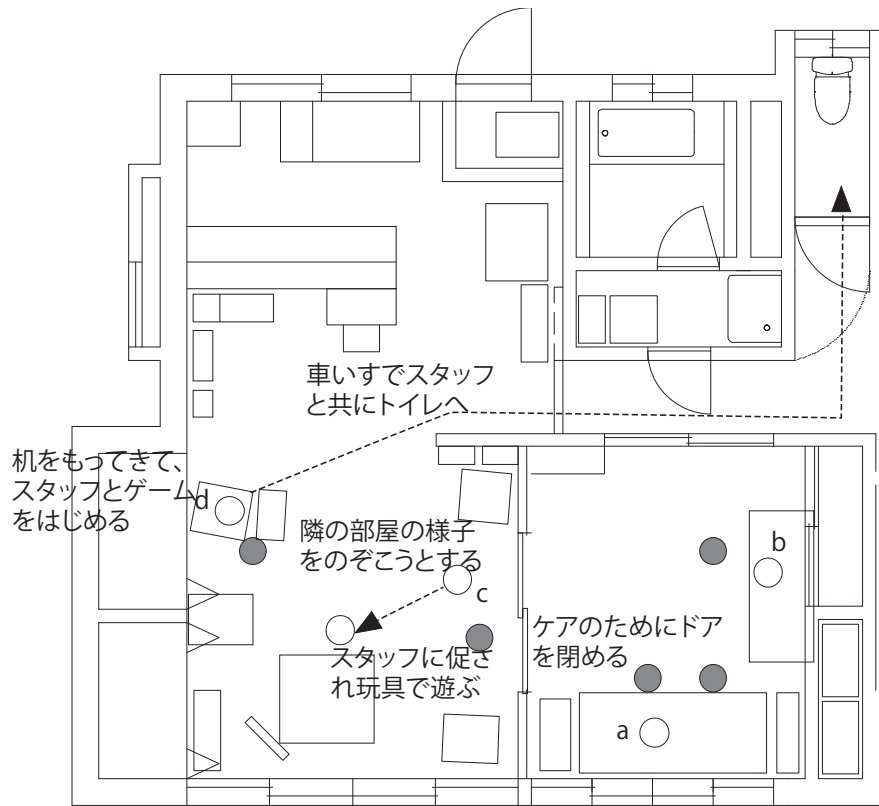 車いすでスタッフ
と共にトイレへ
机をもってきて、
スタッフとゲーム
をはじめる
d
隣の部屋の様子
をのぞこうとする
c
スタッフに促さ
れ玩具で遊ぶ
b
ケアのためにドア
を閉める
a